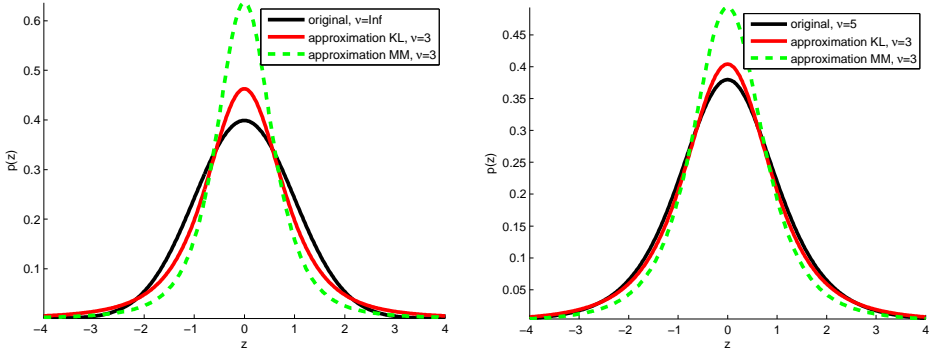 original, ν=Inf
approximation KL, ν=3
approximation MM, ν=3
0.6
0.5
0.4
0.3
0.2
0.1
p(z)
−4 −3 −2 −1 0 1 2 3 4
z
original, ν=5
approximation KL, ν=3
approximation MM, ν=3
0.45
0.4
0.35
0.3
0.25
0.2
0.15
0.1
0.05
p(z)
−4 −3 −2 −1 0 1 2 3 4
z